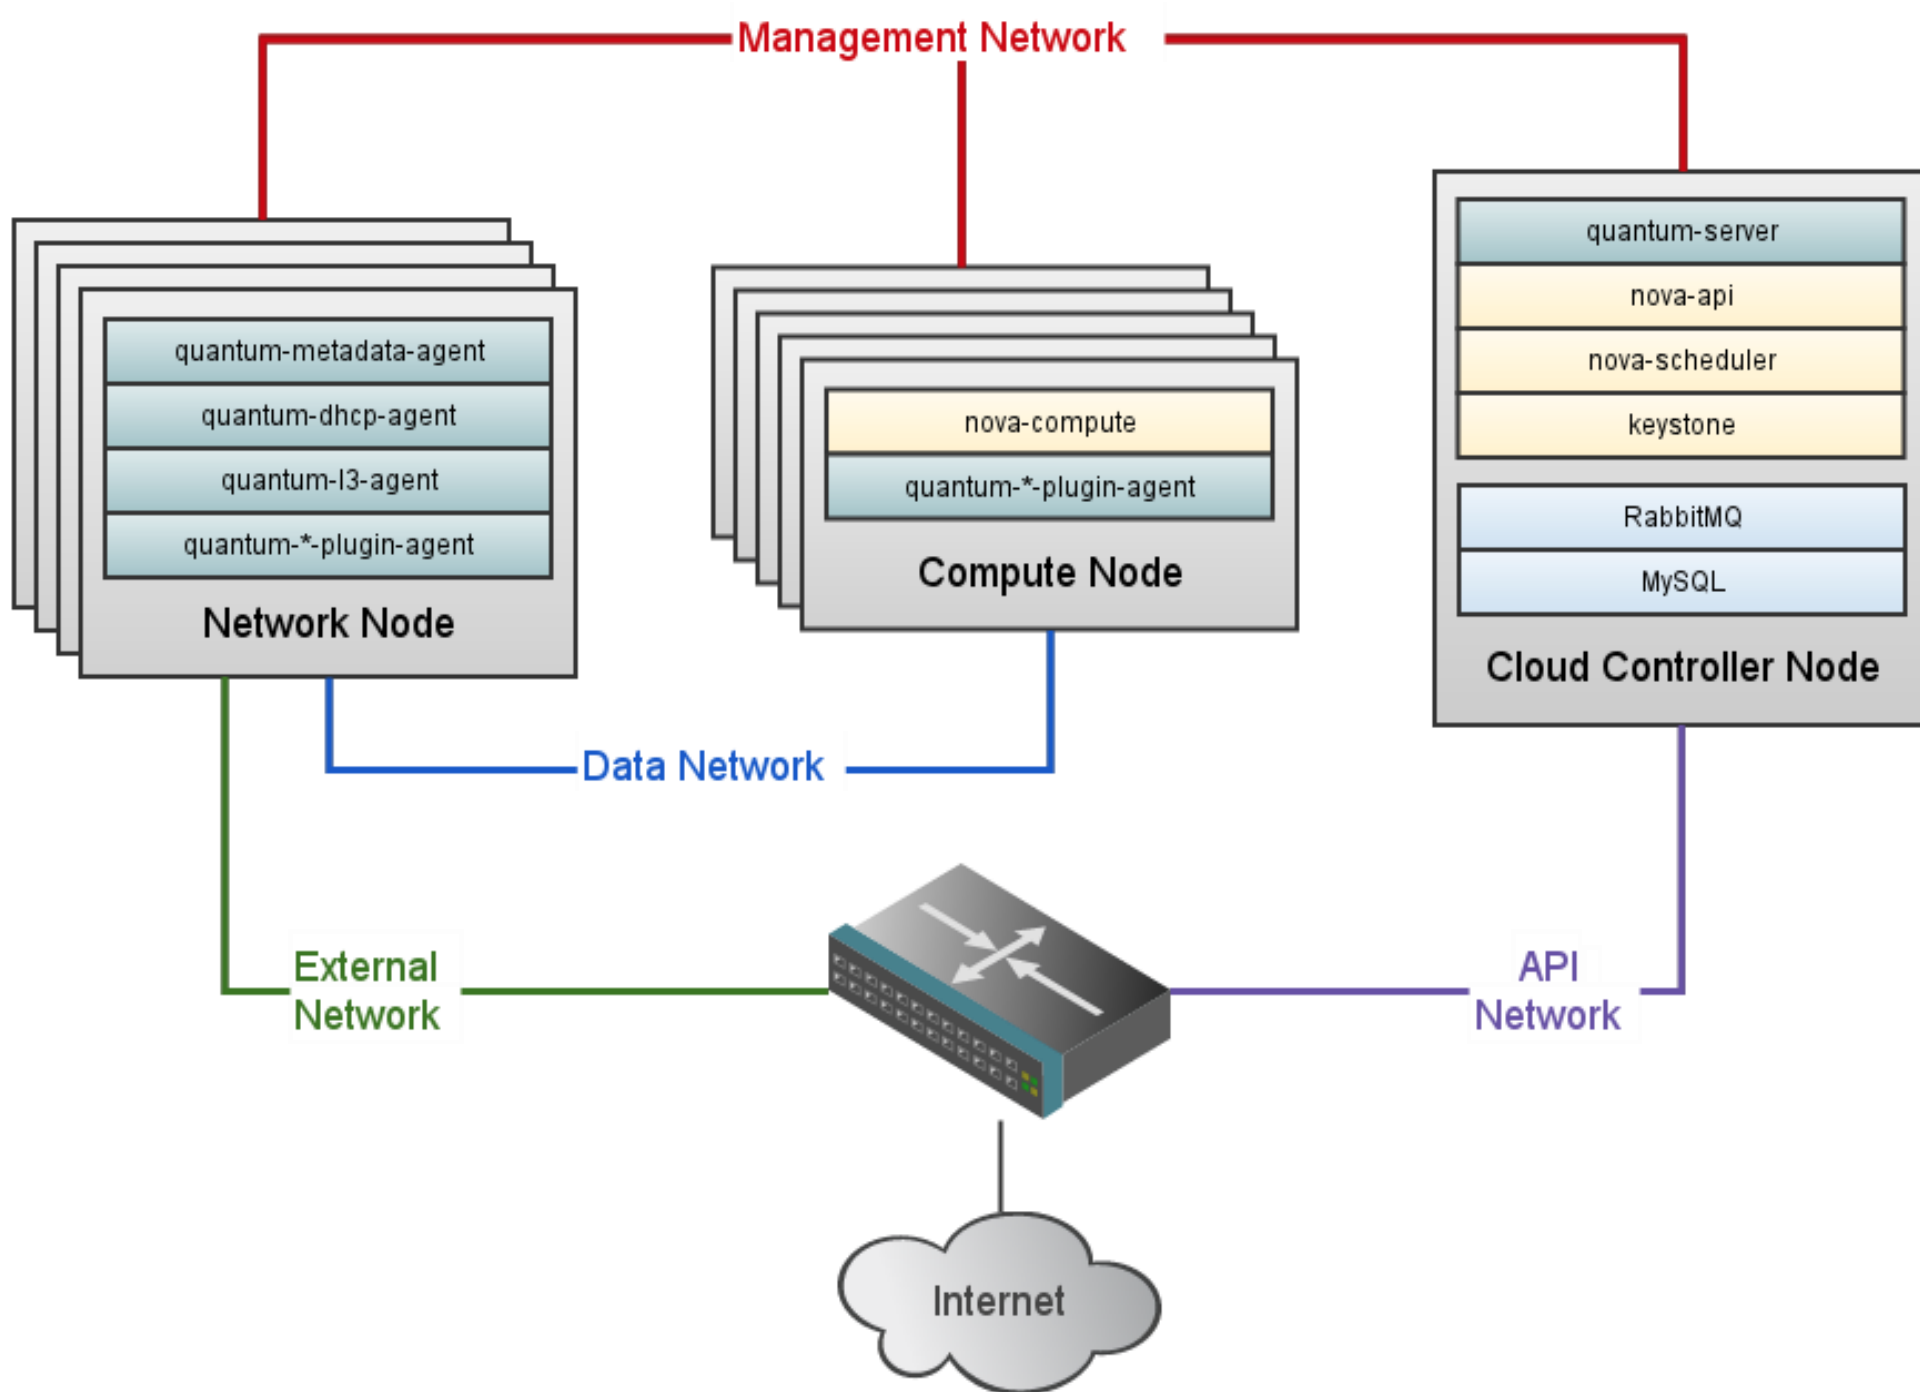 Management Network
quantum-metadata-agent
quantum-dhcp-agent
quantum-l3-agent
quantum-*-plugin-agent
Network Node
nova-compute
quantum-*-plugin-agent
Compute Node
quantum-server
nova-api
nova-scheduler
keystone
RabbitMQ
MySQL
Cloud Controller Node
Data Network
External
Network
API
Network
Internet